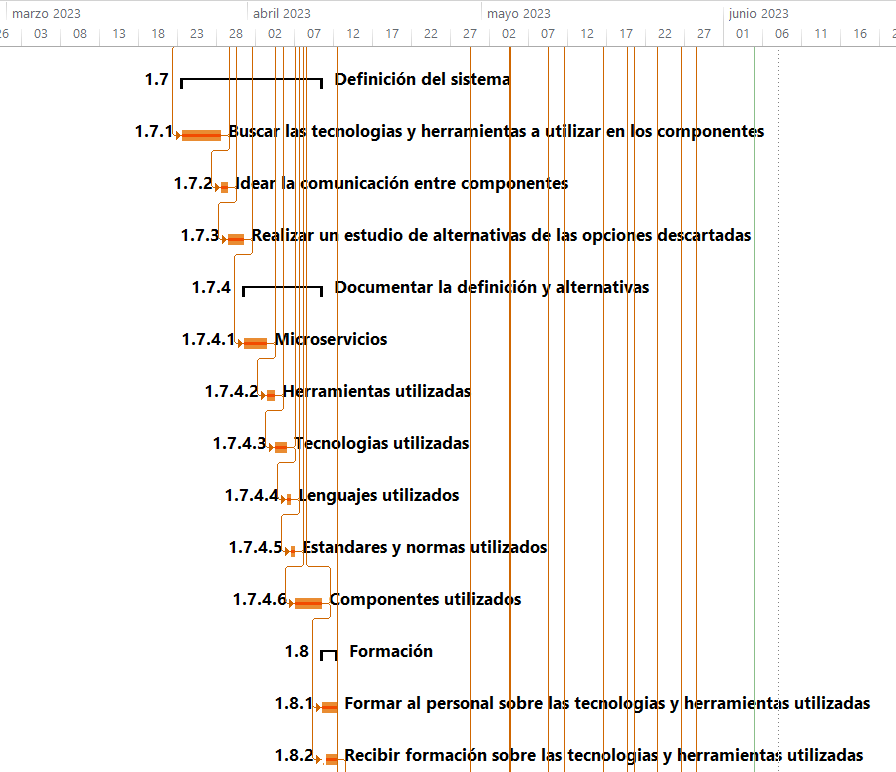 marzo 2023 abril 2023 mayo 2023 junio 2023
26 03 08 13 18 23 28 02 07 12 17 22 27 02 07 12 17 22 27 01 06 11 16
1.7 Definición del sistema
1.7.1 Buscar las tecnologias y herramientas a utilizar en los componentes
1.7.2 Idear la comunicación entre componentes
1.7.3 Realizar un estudio de alternativas de las opciones descartadas
1.7.4 Documentar la definición y alternativas
1.7.4.1 Microservicios
1.7.4.2 Herramientas utilizadas
1.7.4.3 Tecnologias utilizadas
1.7.4.4 Lenguajes utilizados
1.7.4.5 Estandares y normas utilizados
1.7.4.6 Componentes utilizados
1.8 Formación
1.8.1 Formar al personal sobre las tecnologias y herramientas utilizadas
1.8.2 Recibir formación sobre las tecnologias y herramientas utilizadas